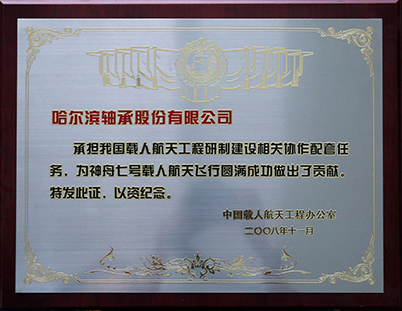 哈尔滨轴承股份有限公司
承担我国载人航天工程研制建设相关协作配套任
务，为神舟七号载人航天飞行圆满成功做出了贡献。
特发此证，以资纪念。
中国载人航天工程办公室
二〇〇八年十一月